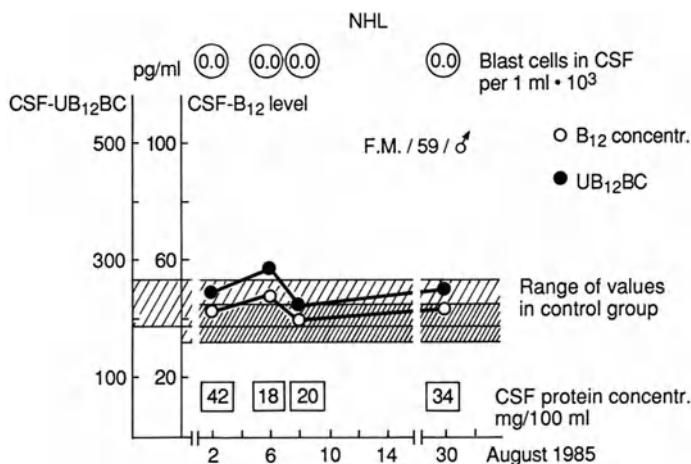 NHL
0.0 0.0 0.0 0.0 Blast cells in CSF
per 1 ml • 10³
pg/ml
CSF-UB₁₂BC CSF-B₁₂ level
500 100
F.M. / 59 / ♂
B₁₂ concentr.
UB₁₂BC
300 60
Range of values
in control group
100 20
42 18 20 34 CSF protein concentr.
mg/100 ml
2 6 10 14 30 August 1985